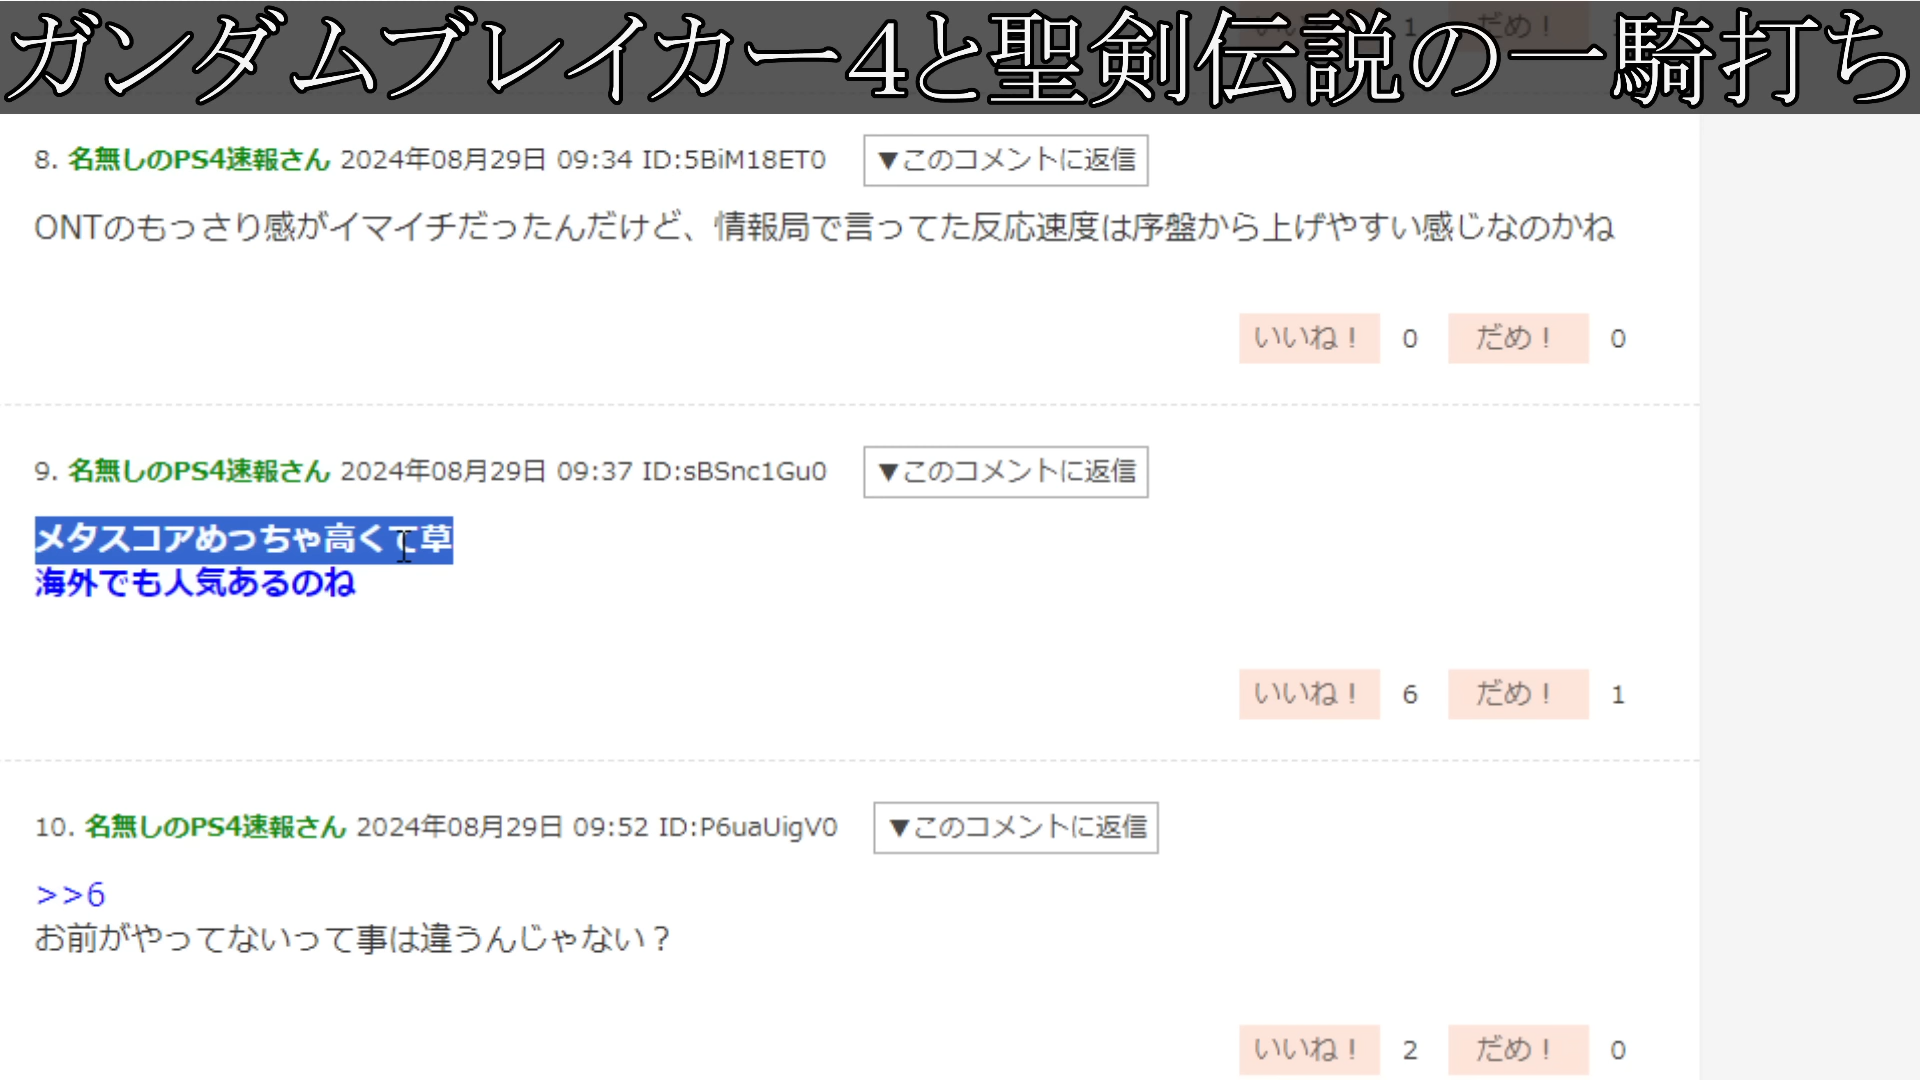 ガンダムブレイカー４と聖剣伝説の一騎打ち
8. 名無しのPS4速報さん 2024年08月29日 09:34 ID:5BiM18ET0 ▼このコメントに返信
ONTのもっさり感がイマイチだったんだけど、情報局で言ってた反応速度は序盤から上げやすい感じなのかね
いいね！ 0 だめ！ 0
9. 名無しのPS4速報さん 2024年08月29日 09:37 ID:sBSnc1Gu0 ▼このコメントに返信
メタスコアめっちゃ高くて草
海外でも人気あるのね
いいね！ 6 だめ！ 1
10. 名無しのPS4速報さん 2024年08月29日 09:52 ID:P6uaUigV0 ▼このコメントに返信
>>6
お前がやってないって事は違うんじゃない？
いいね！ 2 だめ！ 0